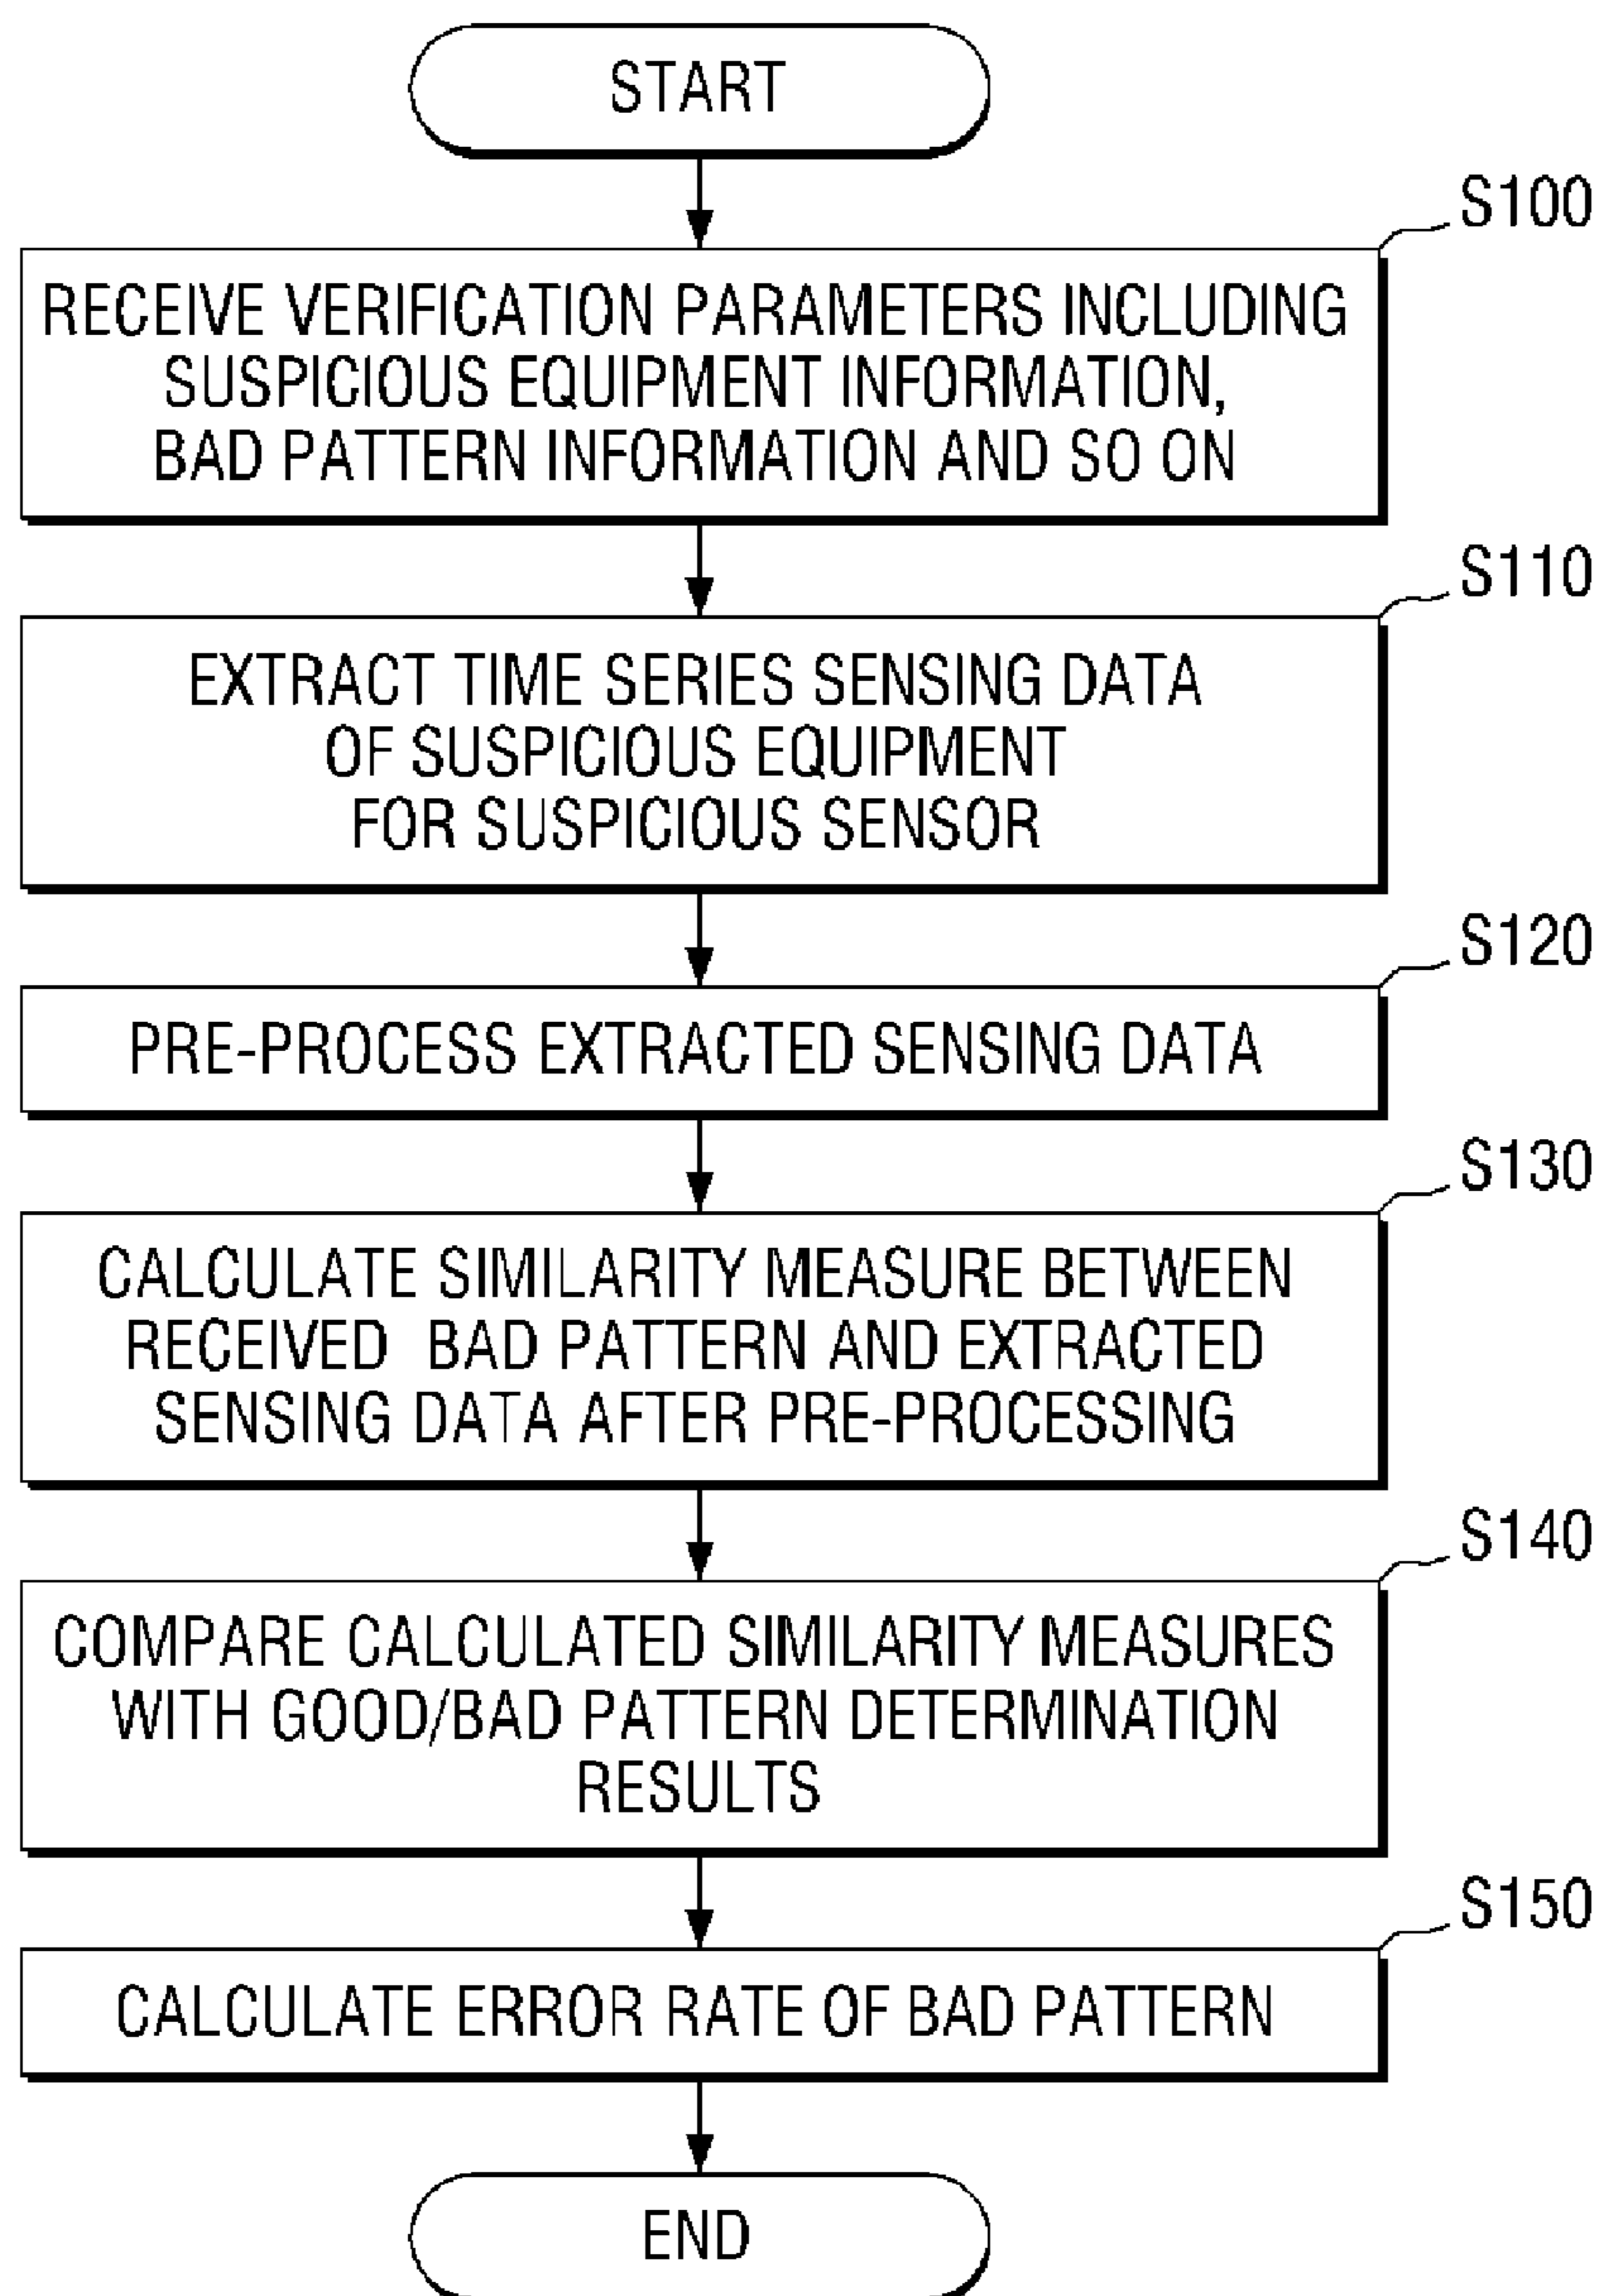 START
S100
RECEIVE VERIFICATION PARAMETERS INCLUDING
SUSPICIOUS EQUIPMENT INFORMATION,
BAD PATTERN INFORMATION AND SO ON
S110
EXTRACT TIME SERIES SENSING DATA
OF SUSPICIOUS EQUIPMENT
FOR SUSPICIOUS SENSOR
S120
PRE-PROCESS EXTRACTED SENSING DATA
S130
CALCULATE SIMILARITY MEASURE BETWEEN
RECEIVED BAD PATTERN AND EXTRACTED
SENSING DATA AFTER PRE-PROCESSING
S140
COMPARE CALCULATED SIMILARITY MEASURES
WITH GOOD/BAD PATTERN DETERMINATION
RESULTS
S150
CALCULATE ERROR RATE OF BAD PATTERN
END